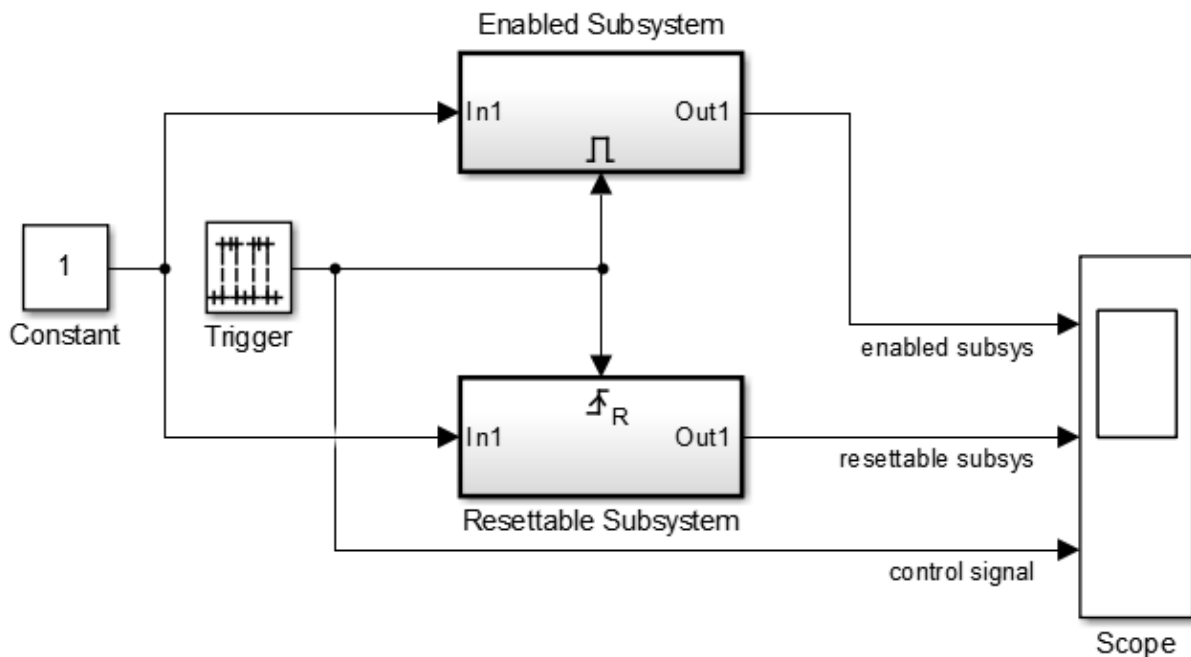 Enabled Subsystem
In1
Out1
1
Constant
Trigger
enabled subsys
R
In1
Out1
resettable subsys
Resettable Subsystem
control signal
Scope